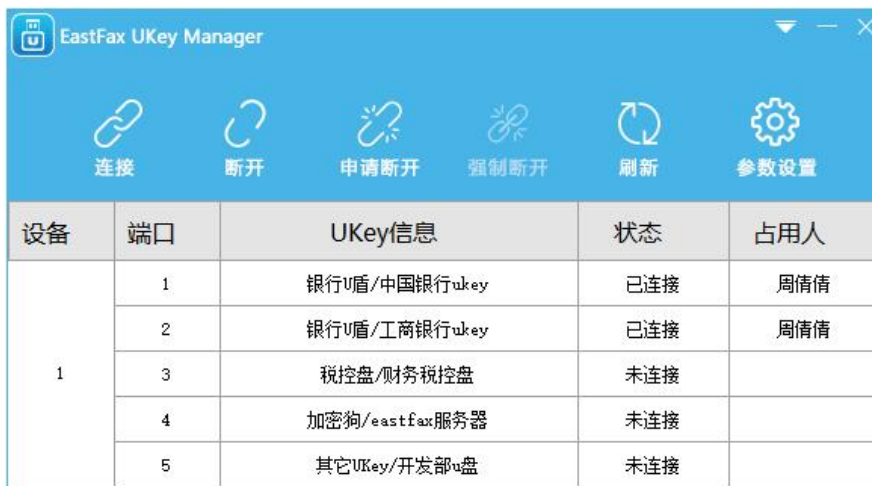 EastFax UKey Manager
连接 断开 申请断开 强制断开 刷新 参数设置
设备 端口 UKey信息 状态 占用人
1 银行U盾/中国银行ukey 已连接 周倩倩
2 银行U盾/工商银行ukey 已连接 周倩倩
1 3 税控盘/财务税控盘 未连接
4 加密狗/eastfax服务器 未连接
5 其它UKey/开发部u盘 未连接